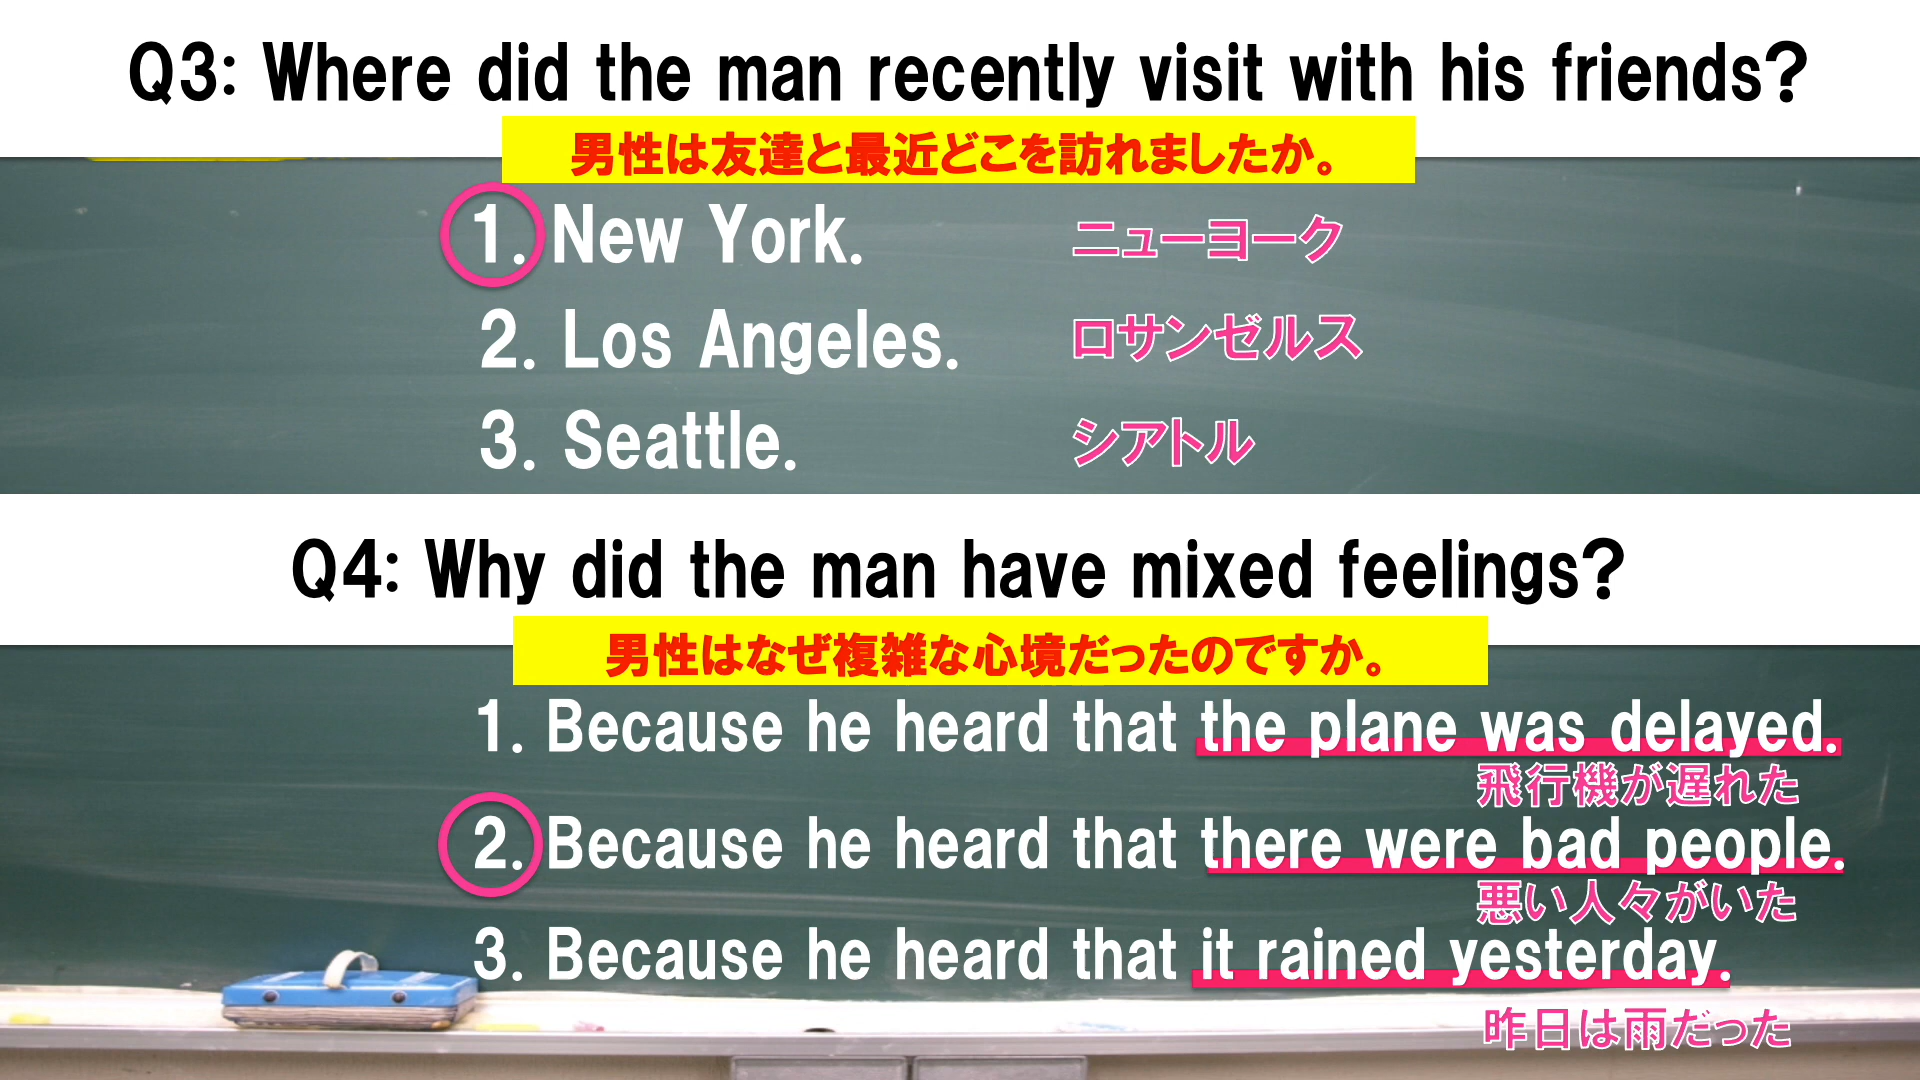 Q3: Where did the man recently visit with his friends?
男性は友達と最近どこを訪れましたか。
1. New York. ニューヨーク
2. Los Angeles. ロサンゼルス
3. Seattle. シアトル
Q4: Why did the man have mixed feelings?
男性はなぜ複雑な心境だったのですか。
1. Because he heard that the plane was delayed.
飛行機が遅れた
2. Because he heard that there were bad people.
悪い人々がいた
3. Because he heard that it rained yesterday.
昨日は雨だった